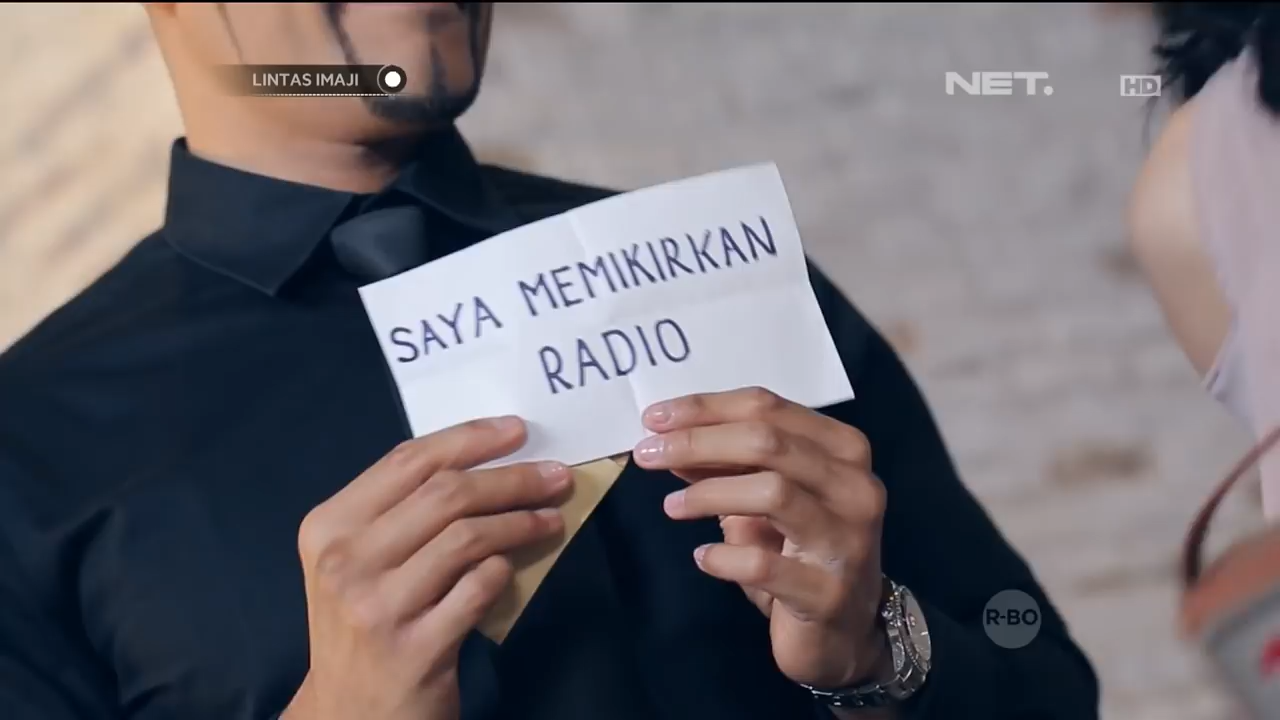 LINTAS IMAJI
NET.
HD
SAYA MEMIKIRKAN
RADIO
R-BO